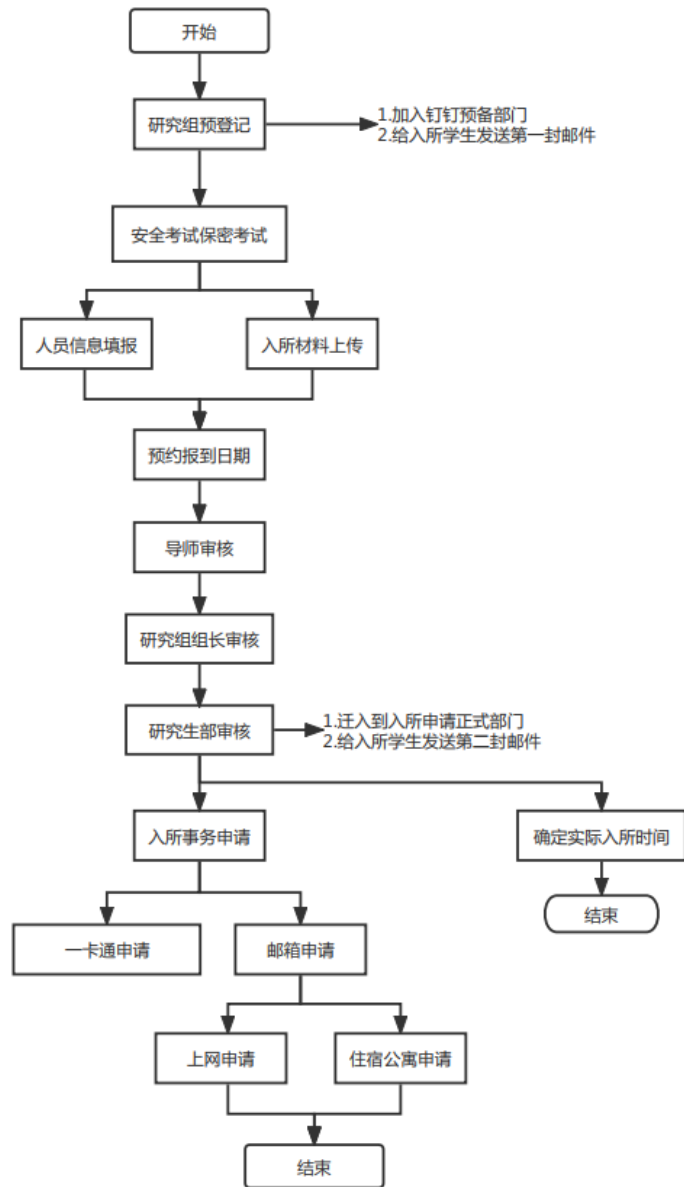 开始
研究组预登记
1.加入钉钉预备部门
2.给入所学生发送第一封邮件
安全考试保密考试
人员信息填报
入所材料上传
预约报到日期
导师审核
研究组组长审核
研究生部审核
1.迁入到入所申请正式部门
2.给入所学生发送第二封邮件
入所事务申请
确定实际入所时间
一卡通申请
邮箱申请
结束
上网申请
住宿公寓申请
结束